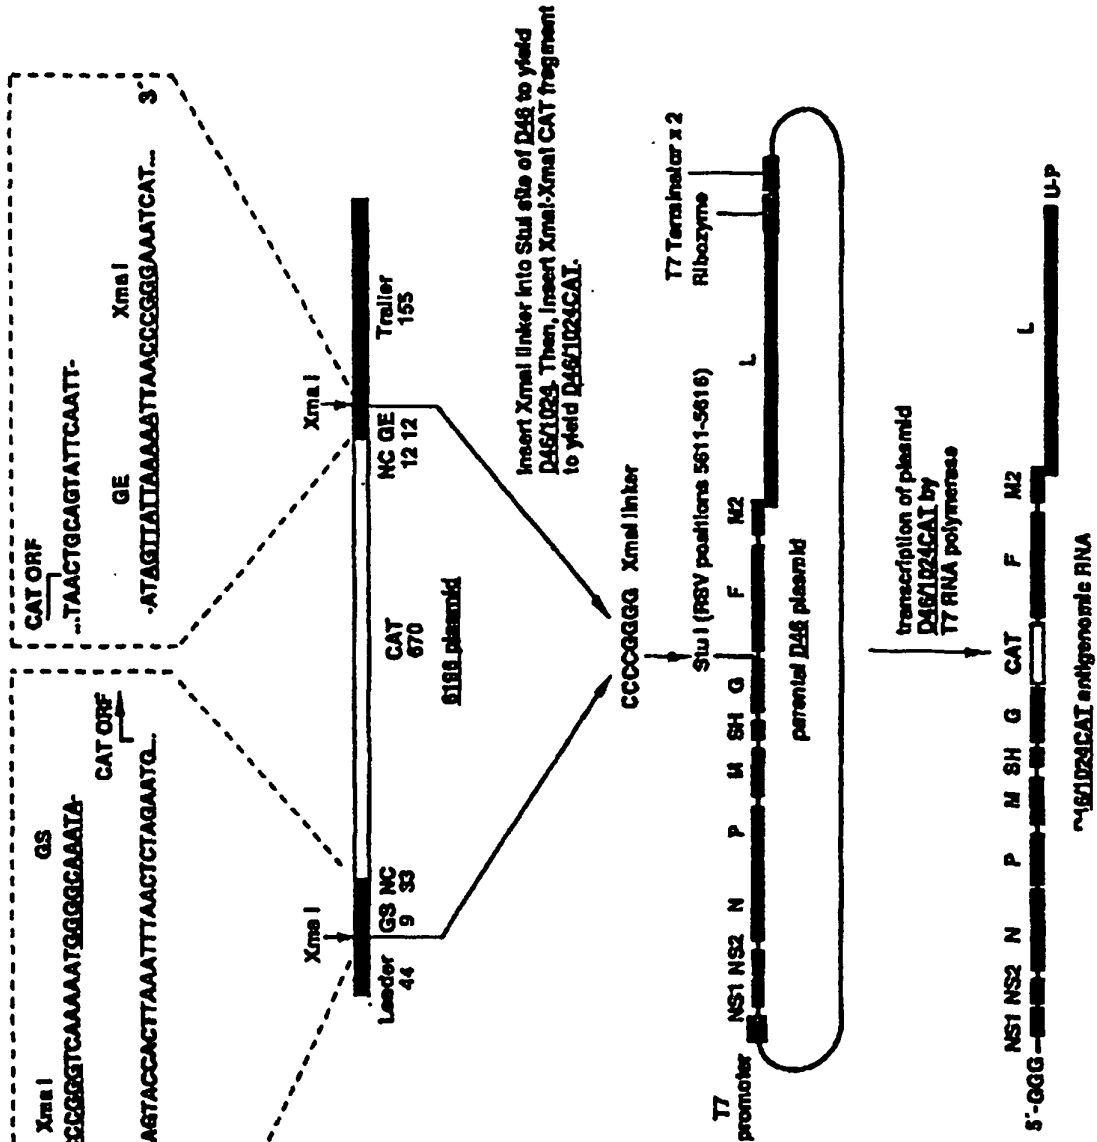 Xma I GS
CCGGGTCAAAAATGGGGCAAATA-
CAT ORF
AGTACCACTTAAATTTAACTCTAGAATG...
CAT ORF
...TAACTGCAGTATTCAATT-
GE Xma I
-ATAGTTATTAAAAATTAACCCGGGAAATCAT... 3´
Xma I Xma I
Leader GS NC CAT NC GE Trailer
44 9 33 670 12 12 155
6196 plasmid
Insert XmaI linker into StuI site of D46 to yield
D46/1024. Then, insert XmaI-XmaI CAT fragment
to yield D46/1024CAT.
CCCCGGGG XmaI linker
Stu I (RSV positions 5611-5616)
T7 Terminator x 2
Ribozyme
NS1 NS2 N P M SH G F M2 L
T7
promoter
parental D46 plasmid
transcription of plasmid
D46/1024CAT by
T7 RNA polymerase
NS1 NS2 N P M SH G CAT F M2 L
5´-GGG U-P
D46/1024CAT antigenomic RNA